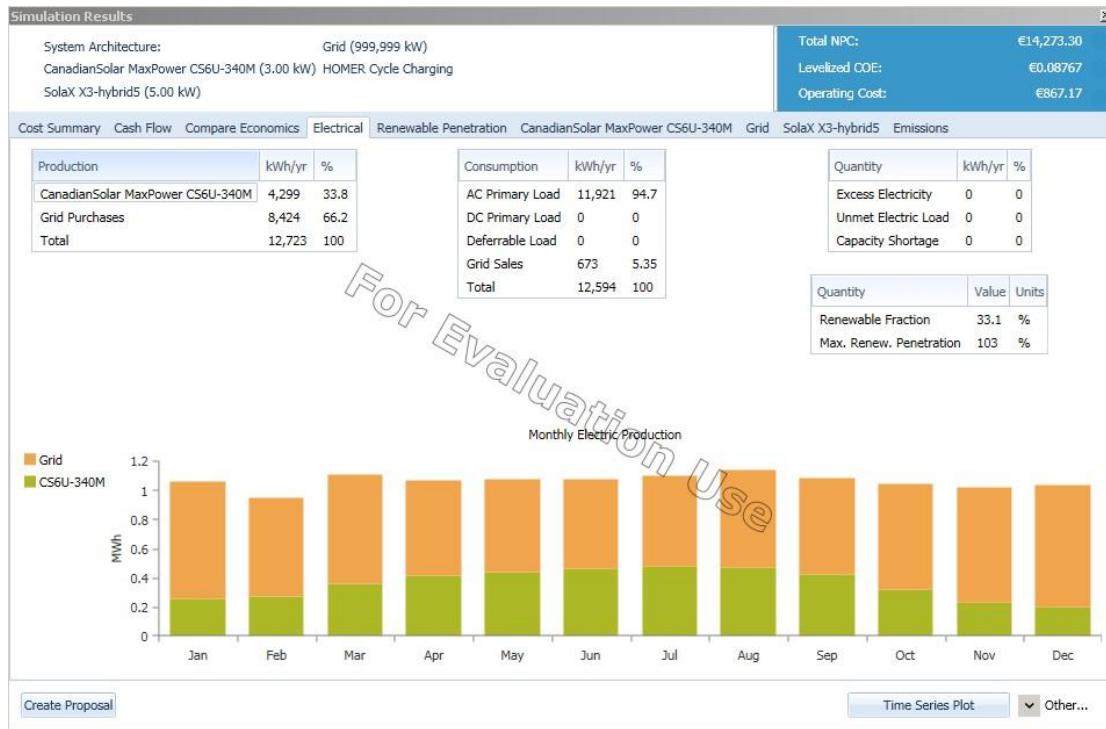 Simulation Results
System Architecture: Grid (999,999 kW)
CanadianSolar MaxPower CS6U-340M (3.00 kW) HOMER Cycle Charging
SolaX X3-hybrid5 (5.00 kW)
Total NPC: €14,273.30
Levelized COE: €0.08767
Operating Cost: €867.17
Cost Summary Cash Flow Compare Economics Electrical Renewable Penetration CanadianSolar MaxPower CS6U-340M Grid SolaX X3-hybrid5 Emissions
Production kWh/yr %
CanadianSolar MaxPower CS6U-340M 4,299 33.8
Grid Purchases 8,424 66.2
Total 12,723 100
Consumption kWh/yr %
AC Primary Load 11,921 94.7
DC Primary Load 0 0
Deferrable Load 0 0
Grid Sales 673 5.35
Total 12,594 100
Quantity kWh/yr %
Excess Electricity 0 0
Unmet Electric Load 0 0
Capacity Shortage 0 0
Quantity Value Units
Renewable Fraction 33.1 %
Max. Renew. Penetration 103 %
For Evaluation Use
Monthly Electric Production
Grid
CS6U-340M
MWh
1.2
1
0.8
0.6
0.4
0.2
0
Jan Feb Mar Apr May Jun Jul Aug Sep Oct Nov Dec
Create Proposal Time Series Plot Other...